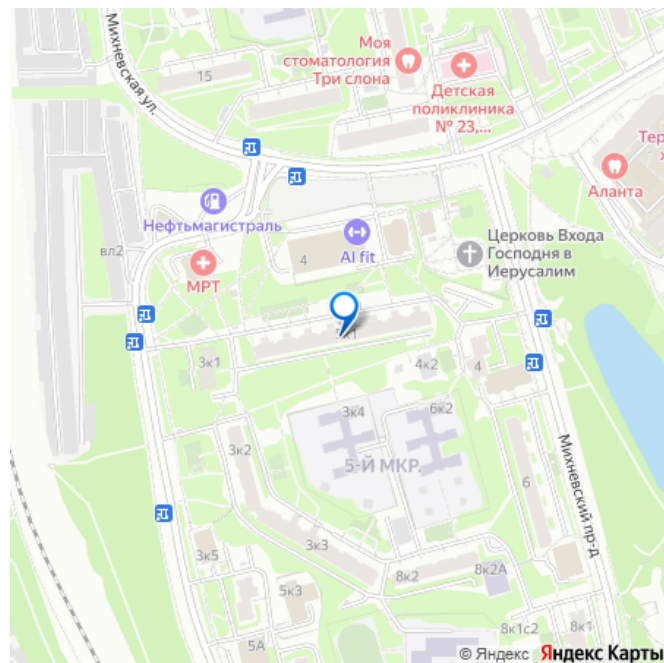 Михневская ул.
Моя
стоматология
Три слона
15
Детская
поликлиника
№ 23,...
Тер
х
Аланта
Нефтьмагистраль
вл2
МРТ
4
Al fit
Церковь Входа
Господня в
Иерусалим
3к1
4к2
4
3к4
6к2
3к2
5-Й МКР.
6
Михневский пр-д
3к3
3к5
8к2
8к2А
5к3
5А
8к1с2
8к1
© Яндекс Яндекс Карты